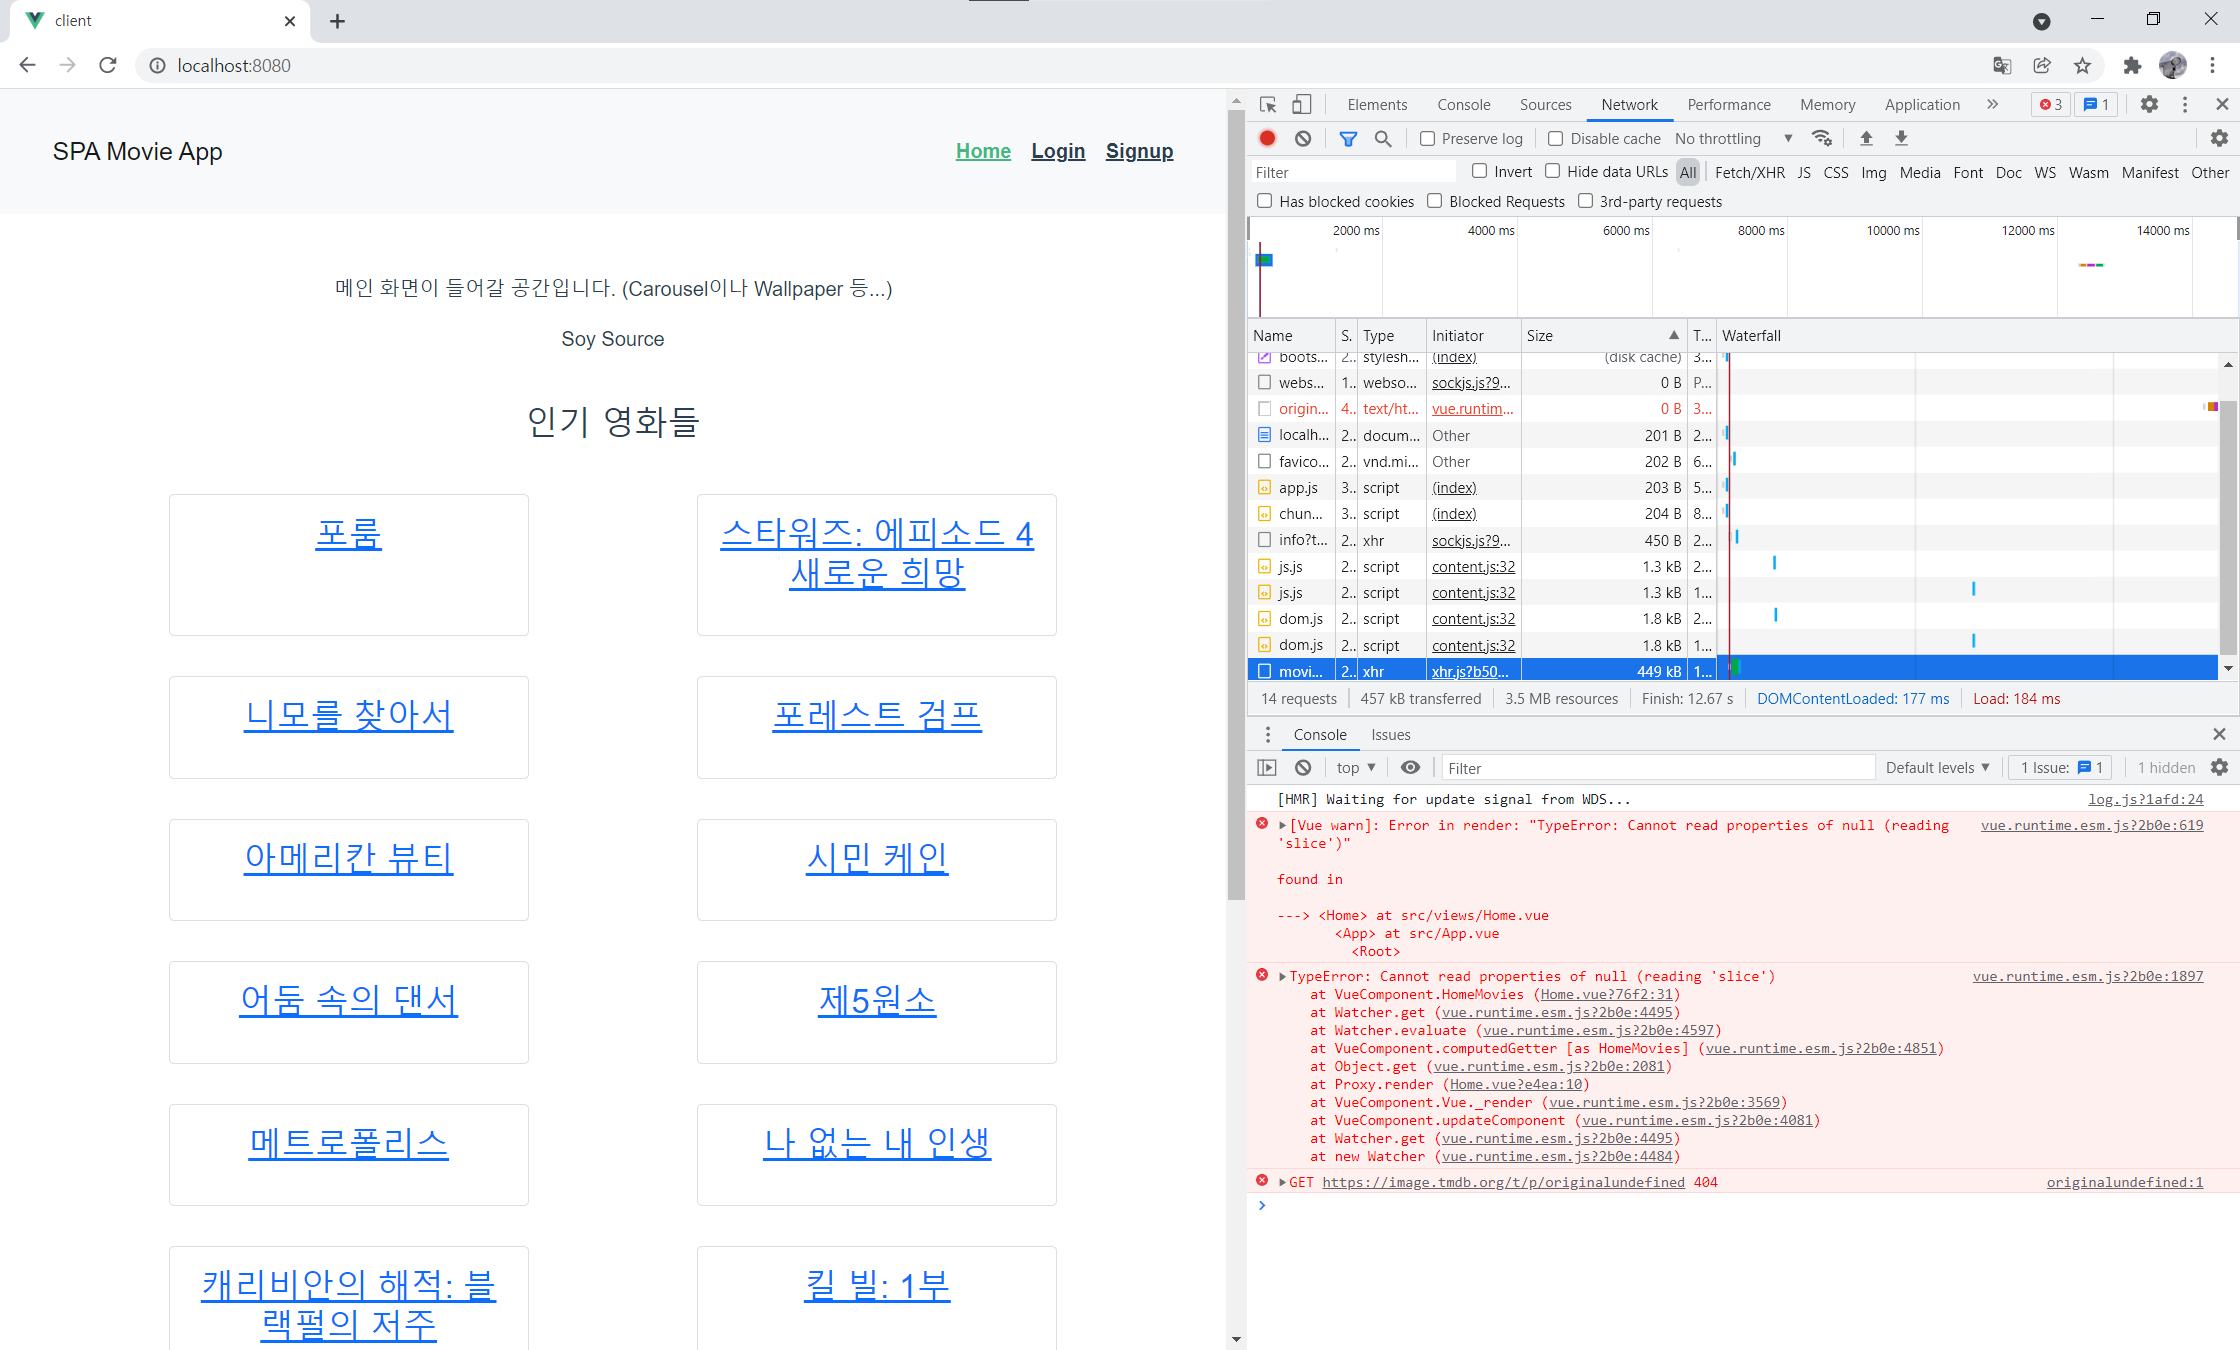 client
localhost:8080
SPA Movie App
Home Login Signup
메인 화면이 들어갈 공간입니다. (Carousel이나 Wallpaper 등...)
Soy Source
인기 영화들
포룸
스타워즈: 에피소드 4
새로운 희망
니모를 찾아서
포레스트 검프
아메리칸 뷰티
시민 케인
어둠 속의 댄서
제5원소
메트로폴리스
나 없는 내 인생
캐리비안의 해적: 블
랙펄의 저주
킬 빌: 1부
Elements Console Sources Network Performance Memory Application » 3 1
Preserve log Disable cache No throttling
Filter Invert Hide data URLs All Fetch/XHR JS CSS Img Media Font Doc WS Wasm Manifest Other
Has blocked cookies Blocked Requests 3rd-party requests
2000 ms 4000 ms 6000 ms 8000 ms 10000 ms 12000 ms 14000 ms
Name S. Type Initiator Size T... Waterfall
boots... 2.. stylesh... (index) (disk cache) 3...
webs... 1.. webso... sockjs.js?9... 0 B P...
origin... 4.. text/ht... vue.runtim... 0 B 3...
localh... 2.. docum... Other 201 B 2...
favico... 2.. vnd.mi... Other 202 B 6...
app.js 3.. script (index) 203 B 5...
chun... 3.. script (index) 204 B 8...
info?t... 2.. xhr sockjs.js?9... 450 B 2...
js.js 2.. script content.js:32 1.3 kB 2...
js.js 2.. script content.js:32 1.3 kB 1...
dom.js 2.. script content.js:32 1.8 kB 2...
dom.js 2.. script content.js:32 1.8 kB 1...
movi... 2.. xhr xhr.js?b50... 449 kB 1...
14 requests 457 kB transferred 3.5 MB resources Finish: 12.67 s DOMContentLoaded: 177 ms Load: 184 ms
Console Issues
top Filter Default levels 1 Issue: 1 1 hidden
[HMR] Waiting for update signal from WDS... log.js?1afd:24
[Vue warn]: Error in render: "TypeError: Cannot read properties of null (reading vue.runtime.esm.js?2b0e:619
'slice')"
found in
---> <Home> at src/views/Home.vue
<App> at src/App.vue
<Root>
TypeError: Cannot read properties of null (reading 'slice') vue.runtime.esm.js?2b0e:1897
at VueComponent.HomeMovies (Home.vue?76f2:31)
at Watcher.get (vue.runtime.esm.js?2b0e:4495)
at Watcher.evaluate (vue.runtime.esm.js?2b0e:4597)
at VueComponent.computedGetter [as HomeMovies] (vue.runtime.esm.js?2b0e:4851)
at Object.get (vue.runtime.esm.js?2b0e:2081)
at Proxy.render (Home.vue?e4ea:10)
at VueComponent.Vue._render (vue.runtime.esm.js?2b0e:3569)
at VueComponent.updateComponent (vue.runtime.esm.js?2b0e:4081)
at Watcher.get (vue.runtime.esm.js?2b0e:4495)
at new Watcher (vue.runtime.esm.js?2b0e:4484)
GET https://image.tmdb.org/t/p/originalundefined 404 originalundefined:1